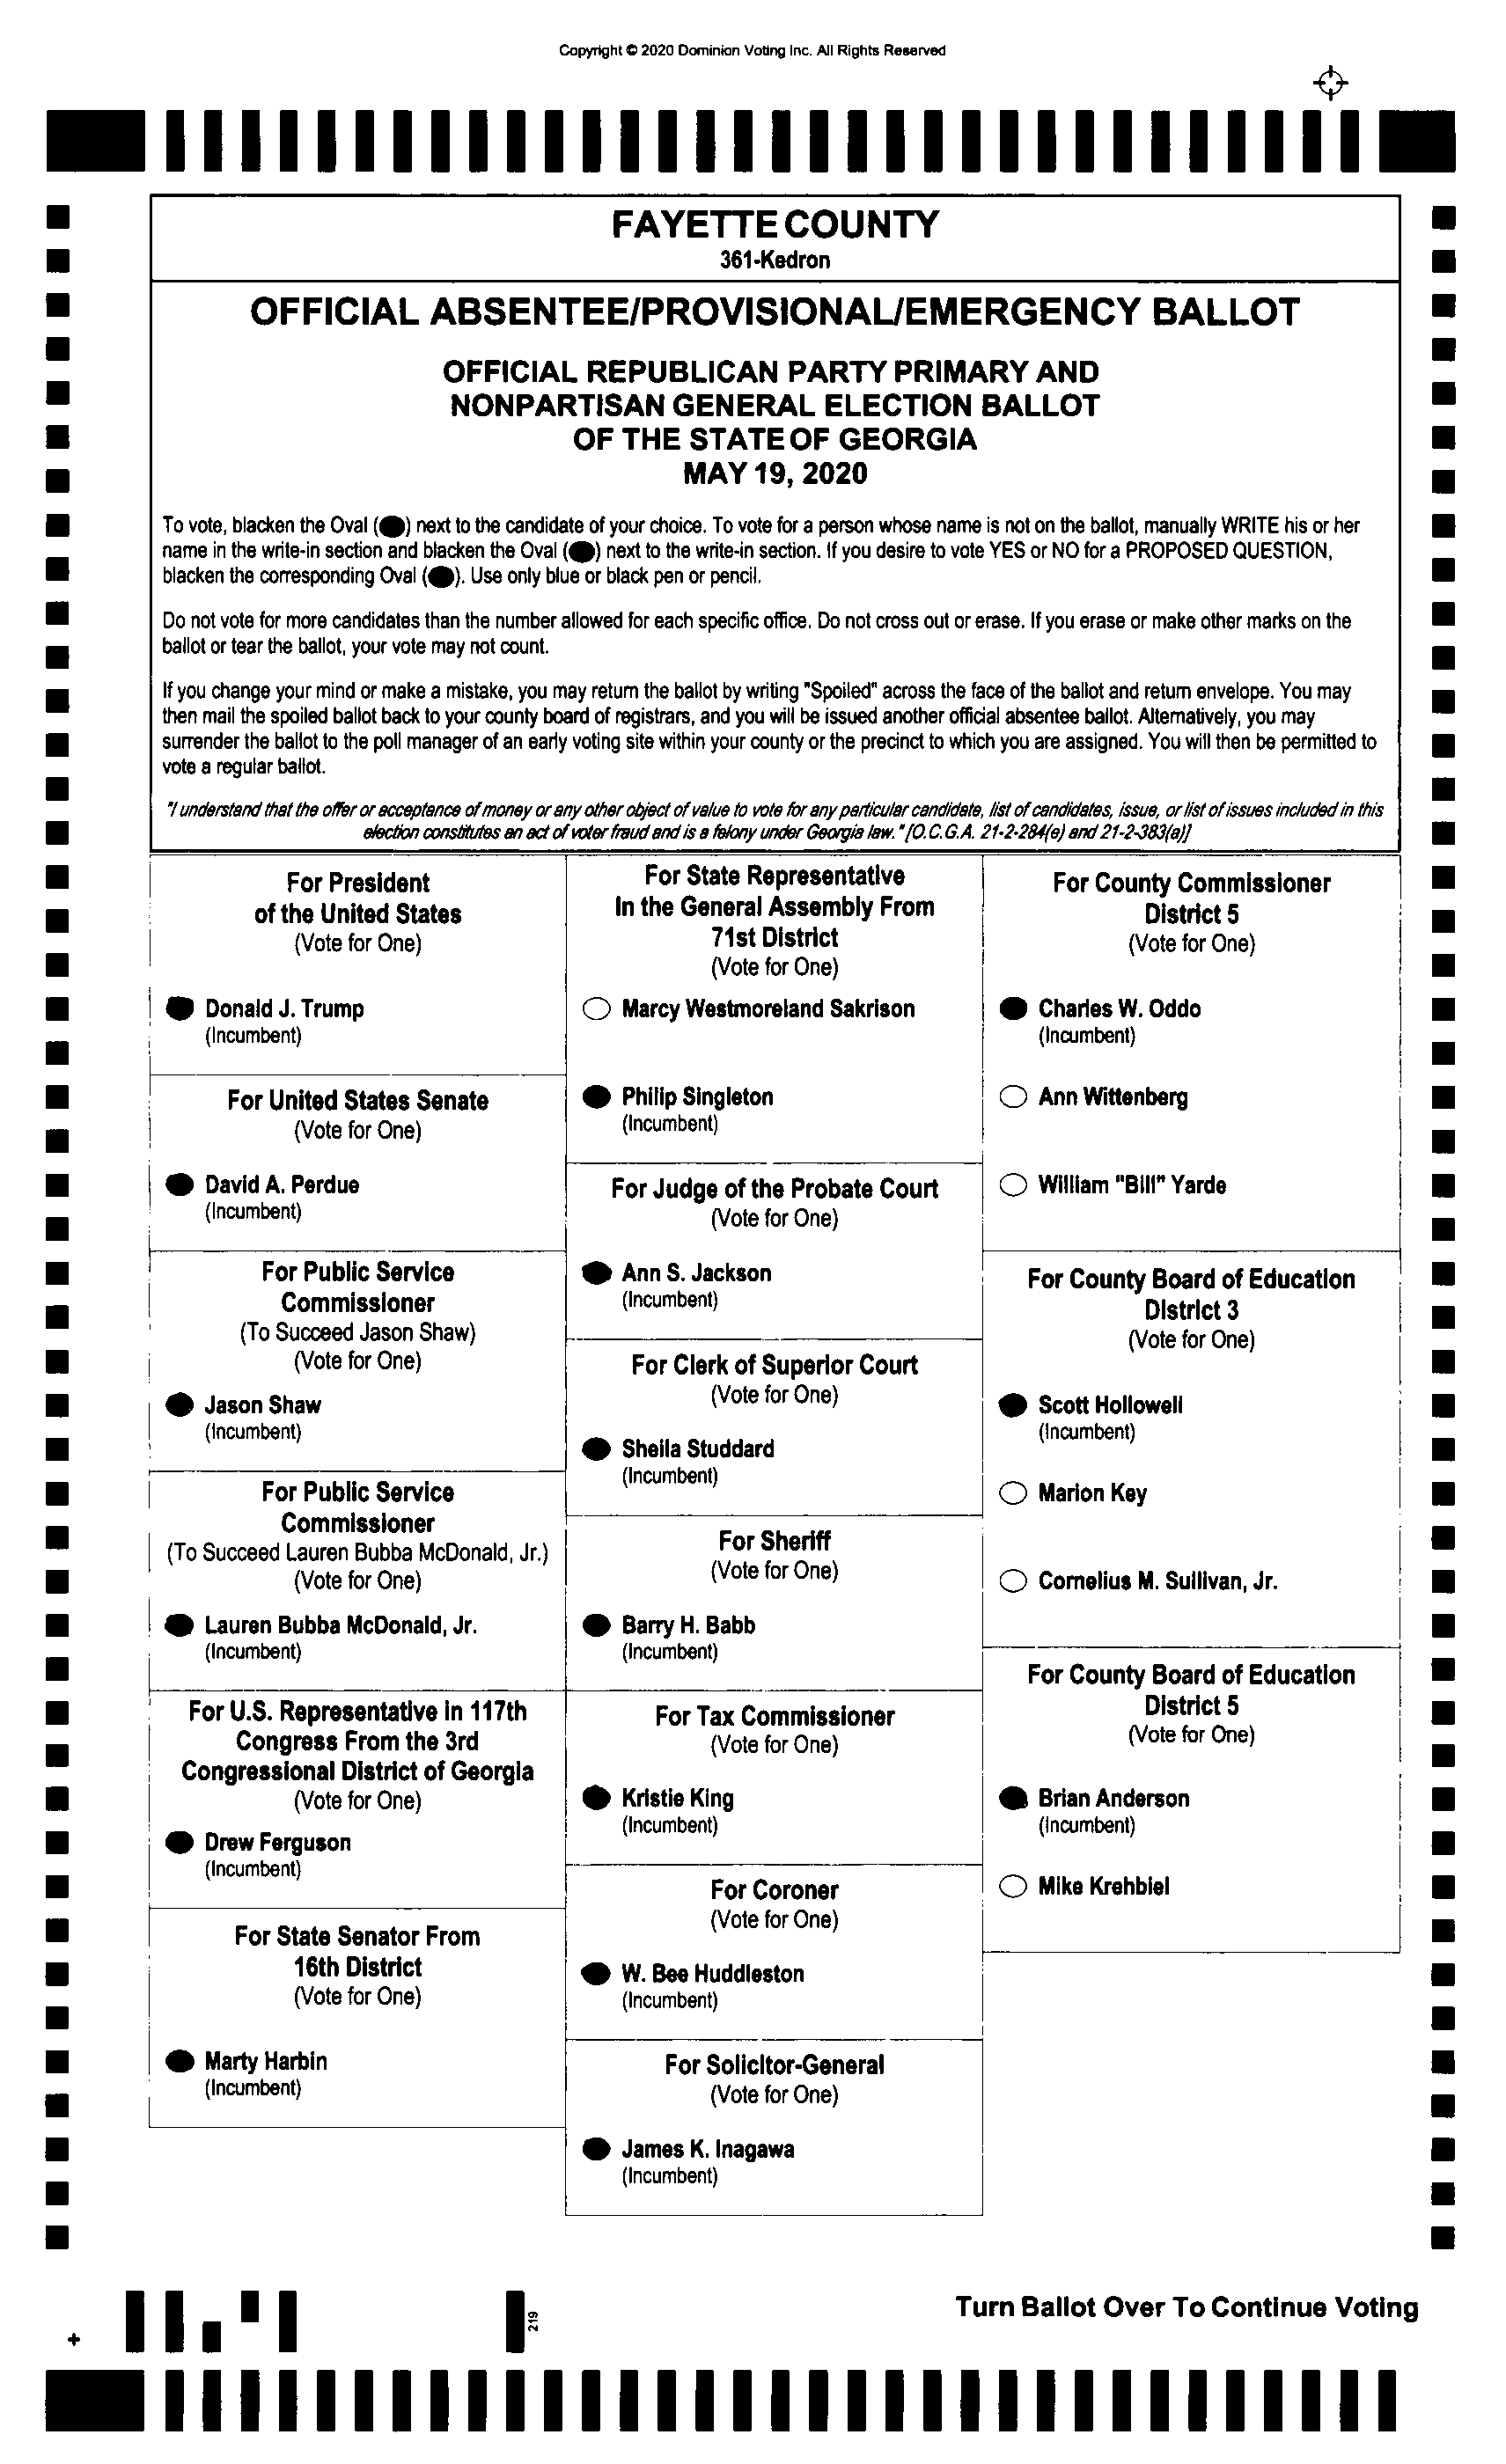 Copyright © 2020 Dominion Voting Inc. All Rights Reserved
FAYETTE COUNTY
361-Kedron
OFFICIAL ABSENTEE/PROVISIONAL/EMERGENCY BALLOT
OFFICIAL REPUBLICAN PARTY PRIMARY AND
NONPARTISAN GENERAL ELECTION BALLOT
OF THE STATE OF GEORGIA
MAY 19, 2020
To vote, blacken the Oval ( ) next to the candidate of your choice. To vote for a person whose name is not on the ballot, manually WRITE his or her
name in the write-in section and blacken the Oval ( ) next to the write-in section. If you desire to vote YES or NO for a PROPOSED QUESTION,
blacken the corresponding Oval ( ). Use only blue or black pen or pencil.
Do not vote for more candidates than the number allowed for each specific office. Do not cross out or erase. If you erase or make other marks on the
ballot or tear the ballot, your vote may not count.
If you change your mind or make a mistake, you may return the ballot by writing "Spoiled" across the face of the ballot and return envelope. You may
then mail the spoiled ballot back to your county board of registrars, and you will be issued another official absentee ballot. Alternatively, you may
surrender the ballot to the poll manager of an early voting site within your county or the precinct to which you are assigned. You will then be permitted to
vote a regular ballot.
"I understand that the offer or acceptance of money or any other object of value to vote for any particular candidate, list of candidates, issue, or list of issues included in this
election constitutes an act of voter fraud and is a felony under Georgia law." [O.C.G.A. 21-2-284(e) and 21-2-383(a)]
For President
of the United States
(Vote for One)
Donald J. Trump
(Incumbent)
For United States Senate
(Vote for One)
David A. Perdue
(Incumbent)
For Public Service
Commissioner
(To Succeed Jason Shaw)
(Vote for One)
Jason Shaw
(Incumbent)
For Public Service
Commissioner
(To Succeed Lauren Bubba McDonald, Jr.)
(Vote for One)
Lauren Bubba McDonald, Jr.
(Incumbent)
For U.S. Representative in 117th
Congress From the 3rd
Congressional District of Georgia
(Vote for One)
Drew Ferguson
(Incumbent)
For State Senator From
16th District
(Vote for One)
Marty Harbin
(Incumbent)
For State Representative
In the General Assembly From
71st District
(Vote for One)
Marcy Westmoreland Sakrison
Philip Singleton
(Incumbent)
For Judge of the Probate Court
(Vote for One)
Ann S. Jackson
(Incumbent)
For Clerk of Superior Court
(Vote for One)
Sheila Studdard
(Incumbent)
For Sheriff
(Vote for One)
Barry H. Babb
(Incumbent)
For Tax Commissioner
(Vote for One)
Kristie King
(Incumbent)
For Coroner
(Vote for One)
W. Bee Huddleston
(Incumbent)
For Solicitor-General
(Vote for One)
James K. Inagawa
(Incumbent)
For County Commissioner
District 5
(Vote for One)
Charles W. Oddo
(Incumbent)
Ann Wittenberg
William "Bill" Yarde
For County Board of Education
District 3
(Vote for One)
Scott Hollowell
(Incumbent)
Marion Key
Cornelius M. Sullivan, Jr.
For County Board of Education
District 5
(Vote for One)
Brian Anderson
(Incumbent)
Mike Krehbiel
219
Turn Ballot Over To Continue Voting